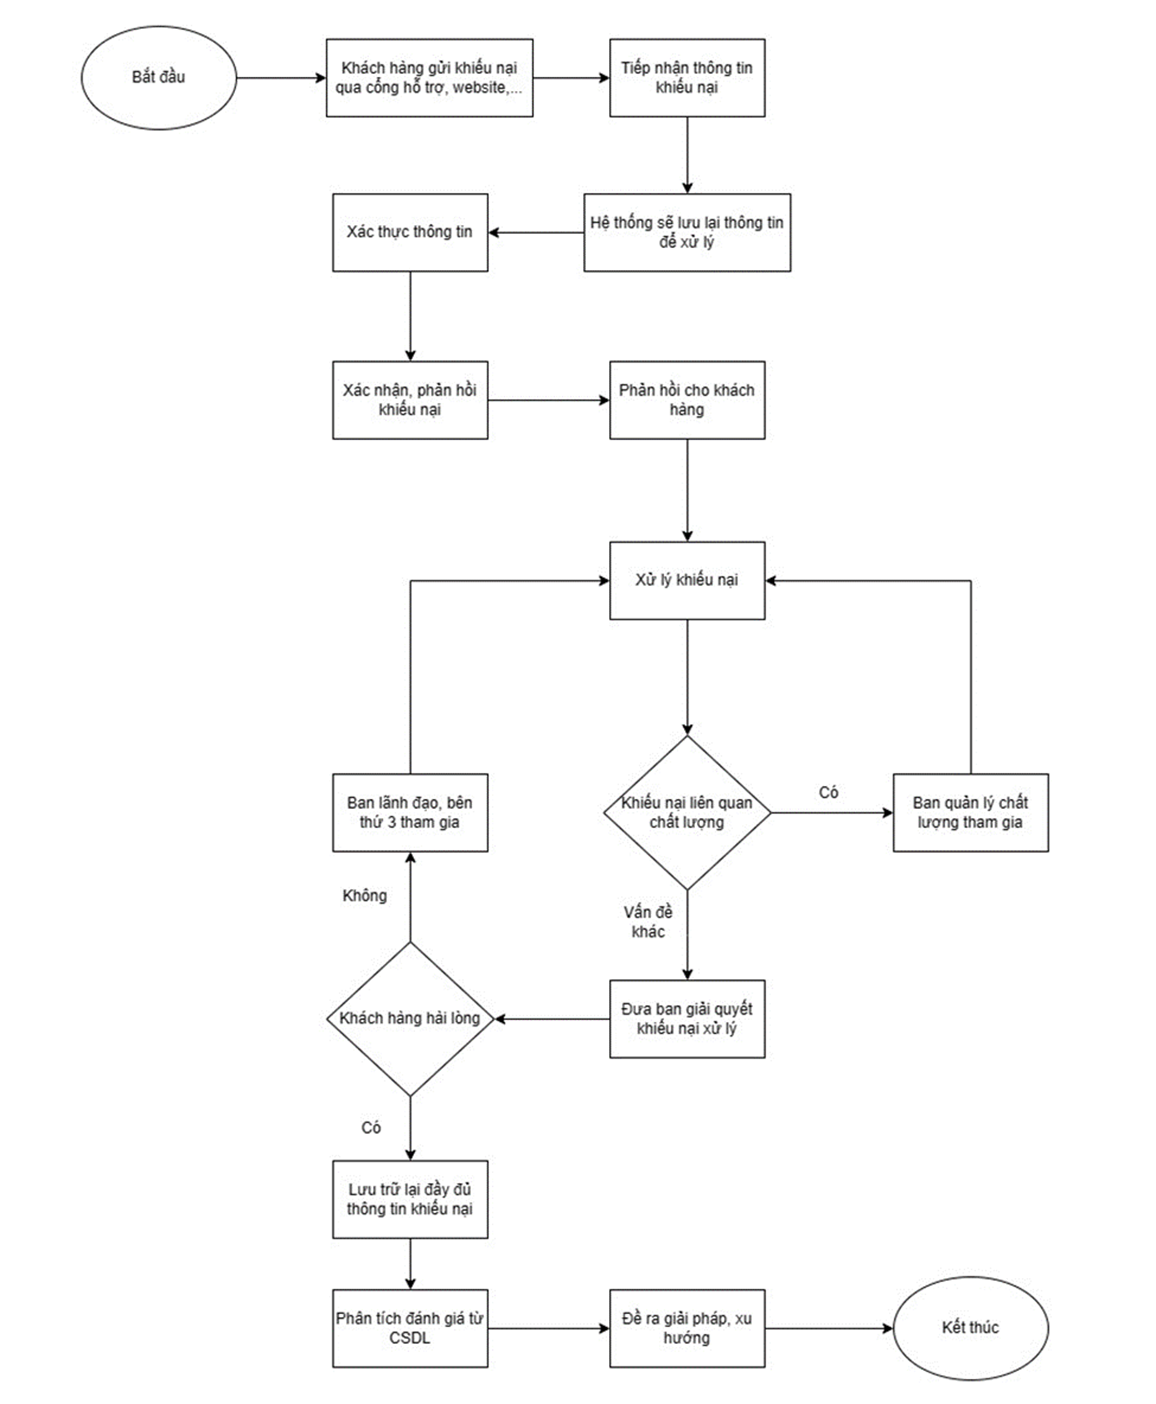 Bắt đầu
Khách hàng gửi khiếu nại
qua cổng hỗ trợ, website,...
Tiếp nhận thông tin
khiếu nại
Xác thực thông tin
Hệ thống sẽ lưu lại thông tin
để xử lý
Xác nhận, phản hồi
khiếu nại
Phản hồi cho khách
hàng
Xử lý khiếu nại
Ban lãnh đạo, bên
thứ 3 tham gia
Khiếu nại liên quan
chất lượng
Có
Ban quản lý chất
lượng tham gia
Không
Vấn đề
khác
Khách hàng hải lòng
Đưa ban giải quyết
khiếu nại xử lý
Có
Lưu trữ lại đầy đủ
thông tin khiếu nại
Phân tích đánh giá từ
CSDL
Đề ra giải pháp, xu
hướng
Kết thúc